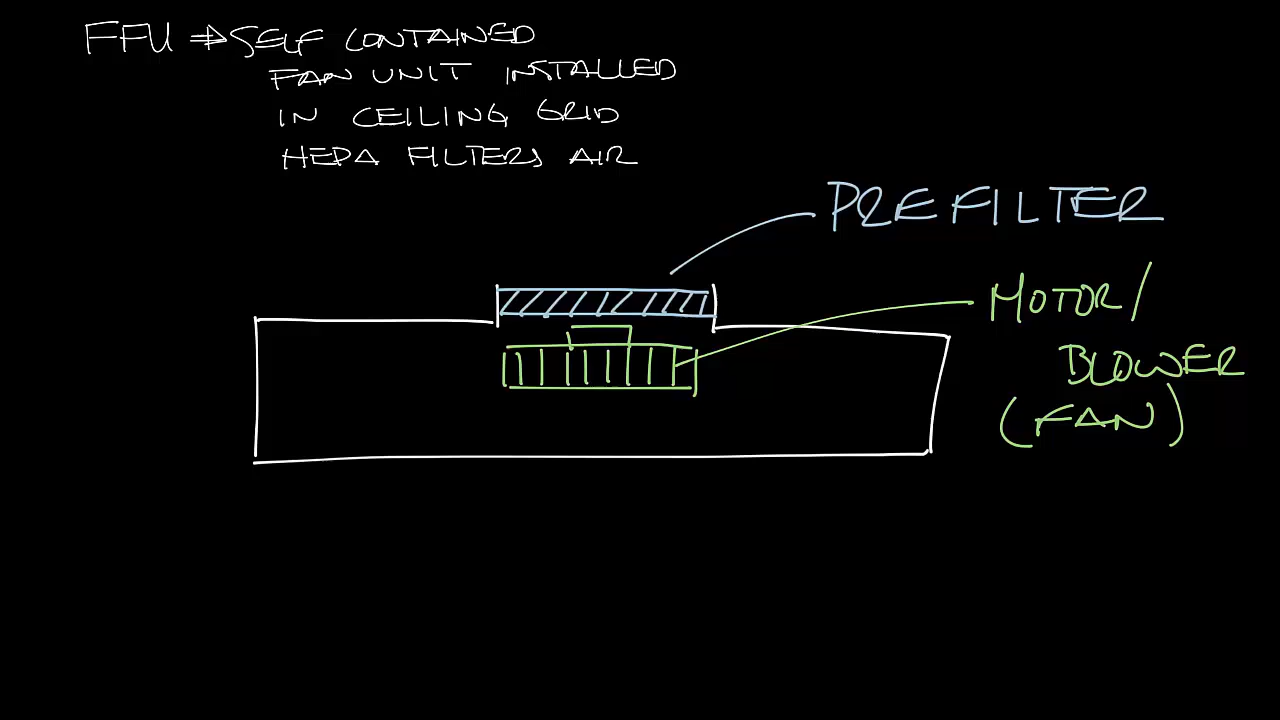 FFU ⇒ SELF CONTAINED
FAN UNIT INSTALLED
IN CEILING GRID
HEPA FILTERS AIR
PREFILTER
MOTOR/
BLOWER
(FAN)